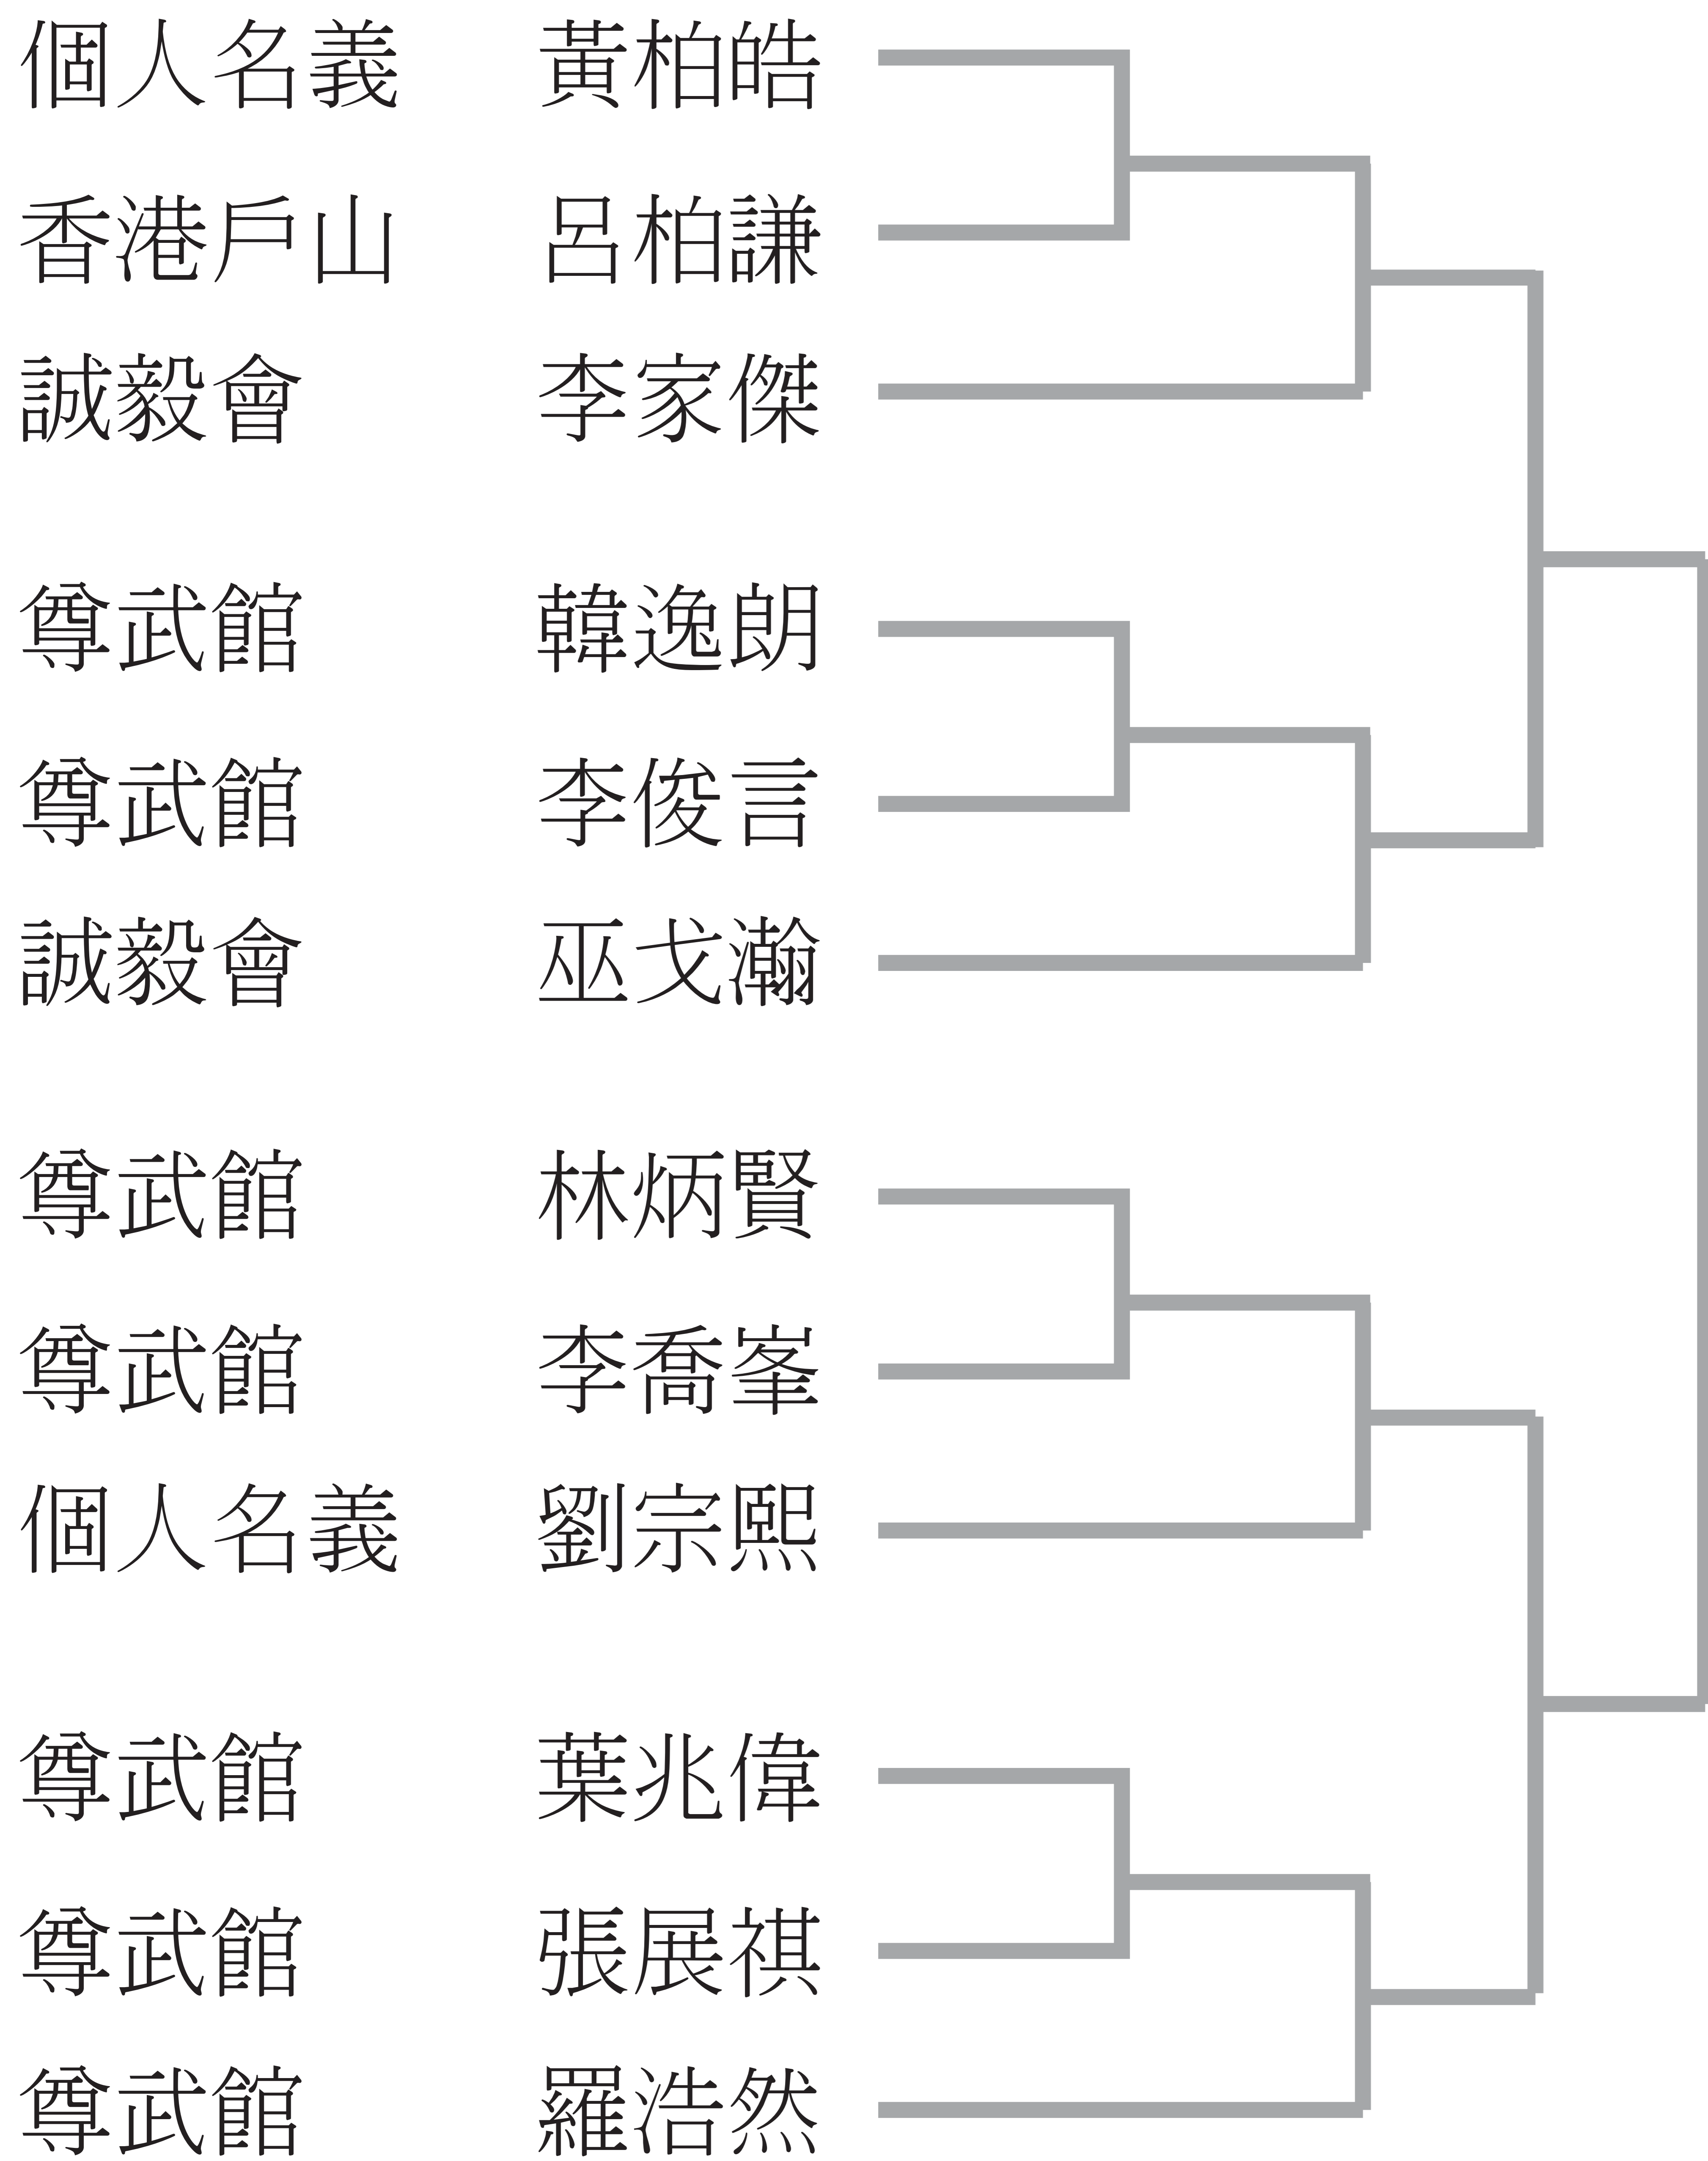 個人名義 黃柏皓
香港戶山 呂柏謙
誠毅會 李家傑
尊武館 韓逸朗
尊武館 李俊言
誠毅會 巫戈瀚
尊武館 林炳賢
尊武館 李喬峯
個人名義 劉宗熙
尊武館 葉兆偉
尊武館 張展祺
尊武館 羅浩然